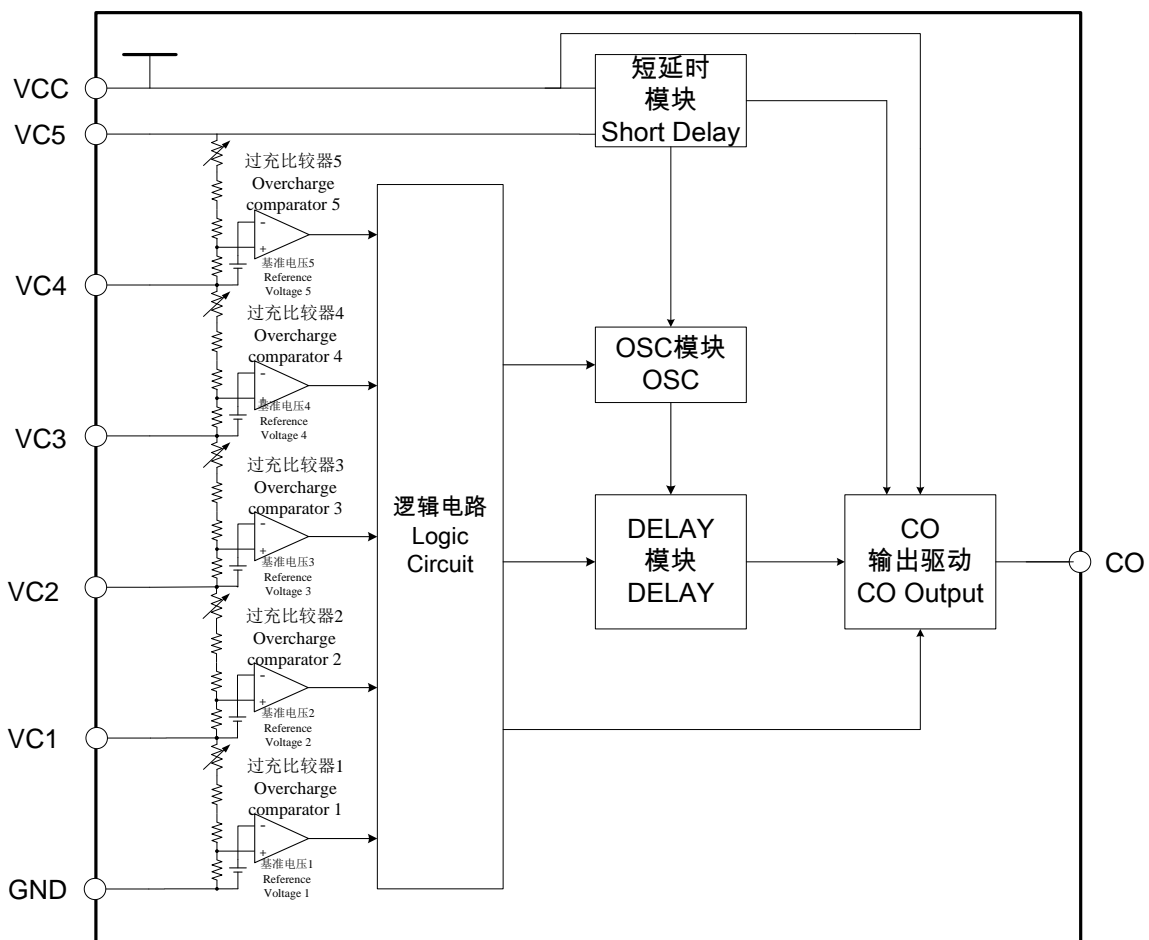 VCC
VC5
VC4
VC3
VC2
VC1
GND
过充比较器5
Overcharge
comparator 5
-
+
基准电压5
Reference
Voltage 5
过充比较器4
Overcharge
comparator 4
-
+
基准电压4
Reference
Voltage 4
过充比较器3
Overcharge
comparator 3
-
+
基准电压3
Reference
Voltage 3
过充比较器2
Overcharge
comparator 2
-
+
基准电压2
Reference
Voltage 2
过充比较器1
Overcharge
comparator 1
-
+
基准电压1
Reference
Voltage 1
逻辑电路
Logic
Circuit
短延时
模块
Short Delay
OSC模块
OSC
DELAY
模块
DELAY
CO
输出驱动
CO Output
CO